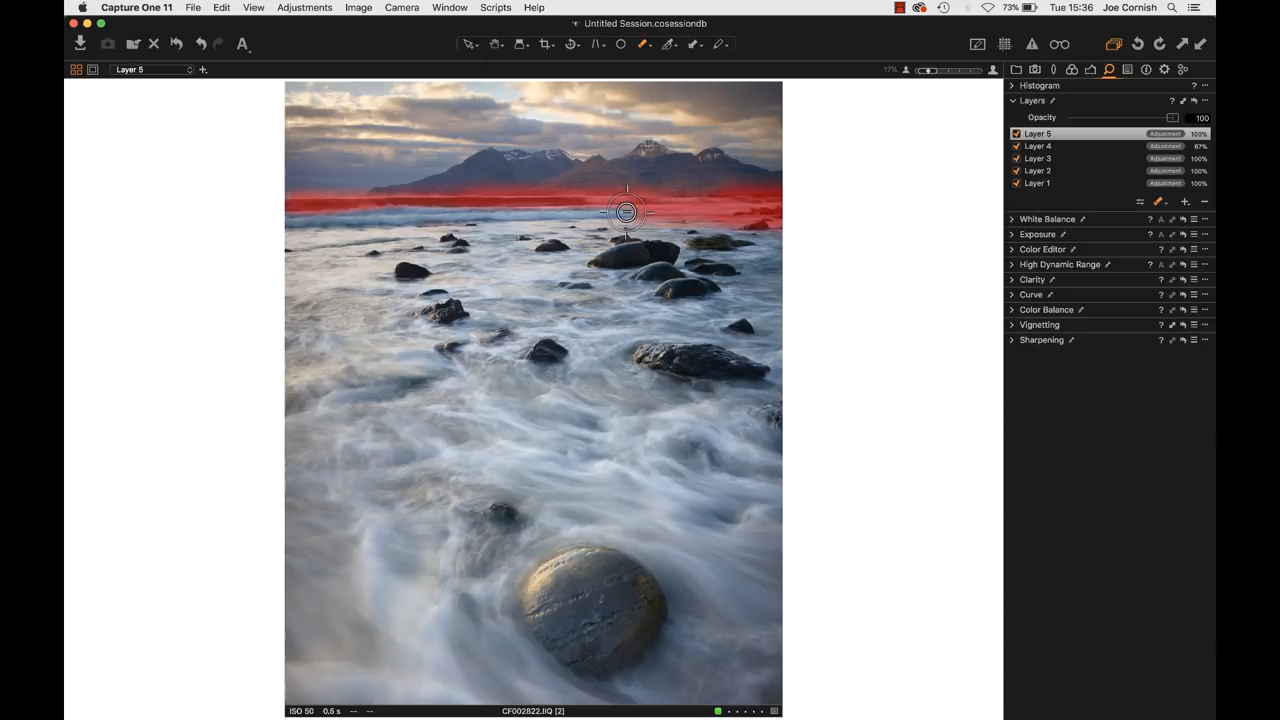 Capture One 11 File Edit View Adjustments Image Camera Window Scripts Help 73% Tue 15:36 Joe Cornish
Untitled Session.cosessiondb
A
Layer 5 17%
Histogram ?
Layers ?
Opacity 100
Layer 5 Adjustment 100%
Layer 4 Adjustment 67%
Layer 3 Adjustment 100%
Layer 2 Adjustment 100%
Layer 1 Adjustment 100%
White Balance ? A
Exposure ? A
Color Editor ?
High Dynamic Range ? A
Clarity ?
Curve ?
Color Balance ?
Vignetting ?
Sharpening ?
ISO 50 0.5 s -- -- CF002822.IIQ [2]